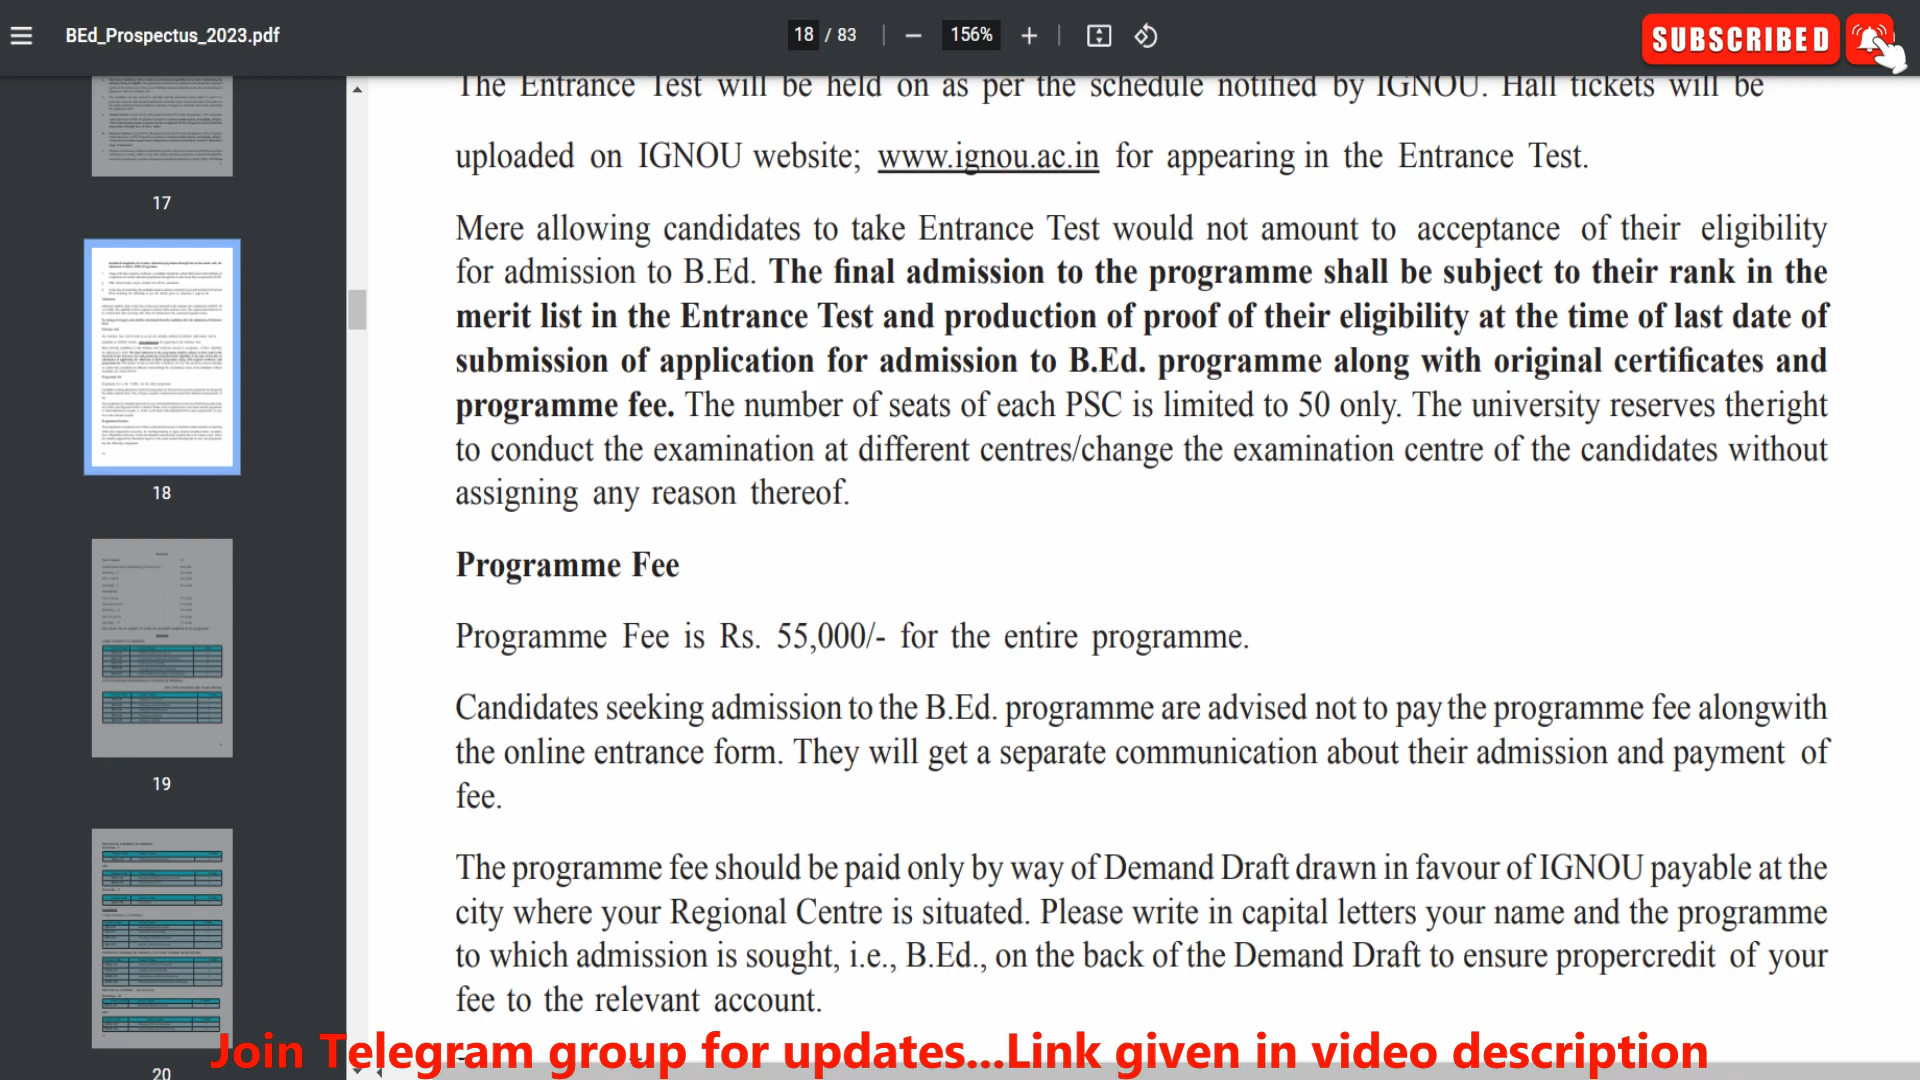 BEd_Prospectus_2023.pdf
18 / 83
156%
SUBSCRIBED
17
18
19
20
The Entrance Test will be held on as per the schedule notified by IGNOU. Hall tickets will be
uploaded on IGNOU website; www.ignou.ac.in for appearing in the Entrance Test.
Mere allowing candidates to take Entrance Test would not amount to acceptance of their eligibility
for admission to B.Ed. The final admission to the programme shall be subject to their rank in the
merit list in the Entrance Test and production of proof of their eligibility at the time of last date of
submission of application for admission to B.Ed. programme along with original certificates and
programme fee. The number of seats of each PSC is limited to 50 only. The university reserves theright
to conduct the examination at different centres/change the examination centre of the candidates without
assigning any reason thereof.
Programme Fee
Programme Fee is Rs. 55,000/- for the entire programme.
Candidates seeking admission to the B.Ed. programme are advised not to pay the programme fee alongwith
the online entrance form. They will get a separate communication about their admission and payment of
fee.
The programme fee should be paid only by way of Demand Draft drawn in favour of IGNOU payable at the
city where your Regional Centre is situated. Please write in capital letters your name and the programme
to which admission is sought, i.e., B.Ed., on the back of the Demand Draft to ensure propercredit of your
fee to the relevant account.
Join Telegram group for updates...Link given in video description